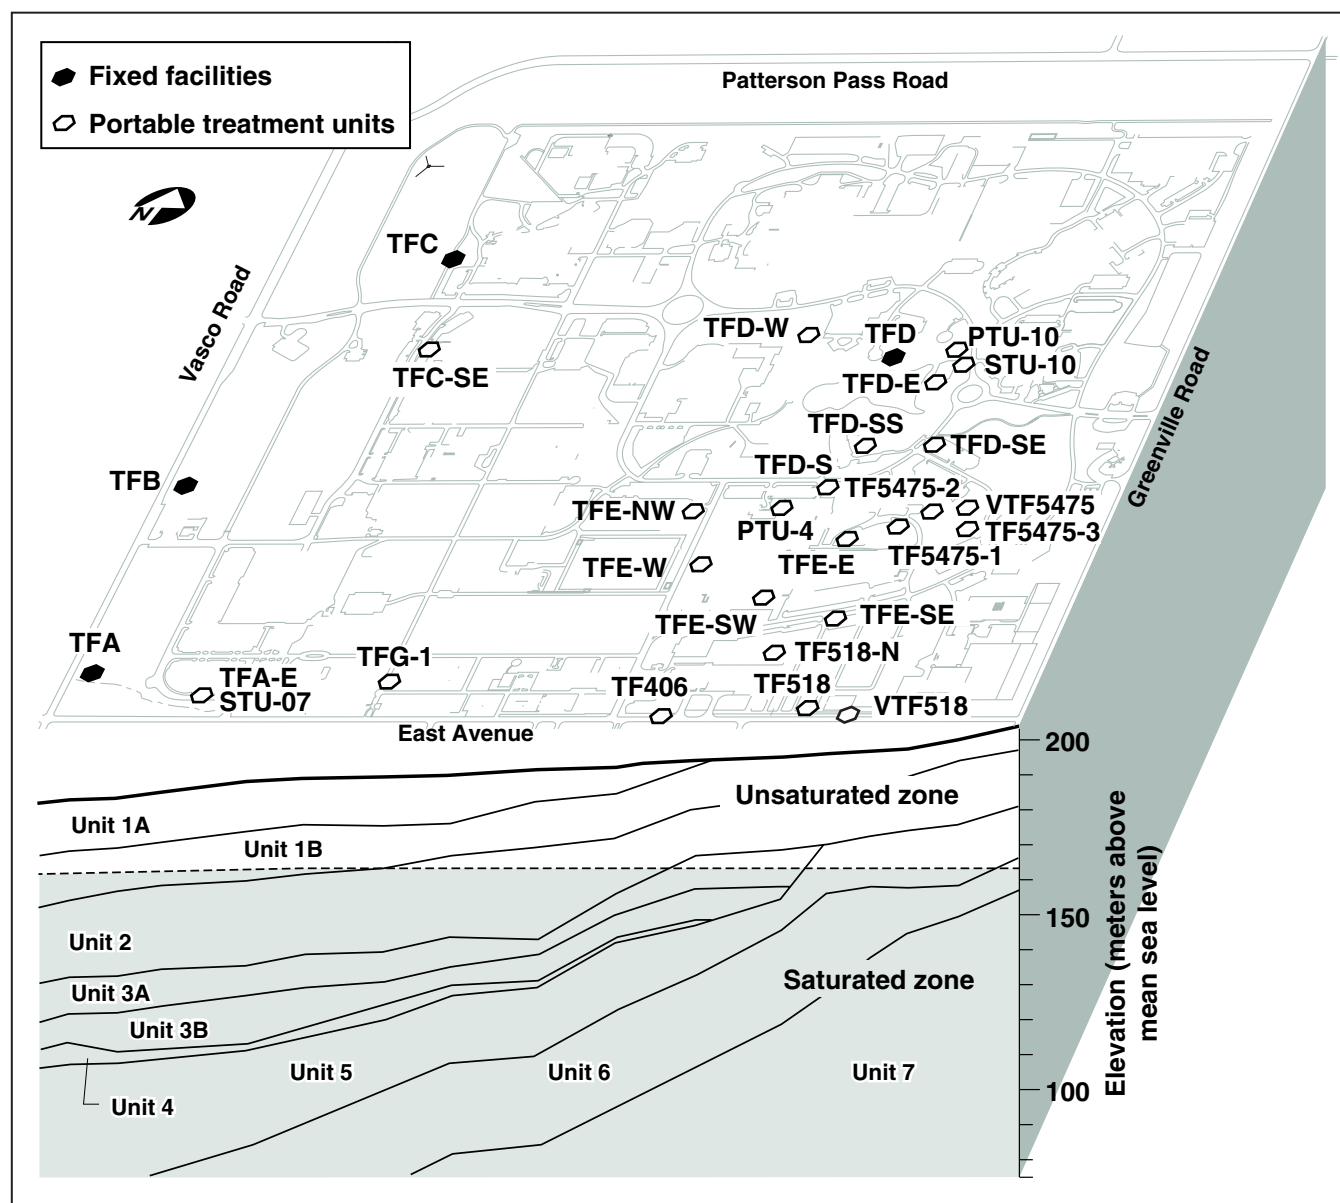 Fixed facilities
Portable treatment units
Patterson Pass Road
N
TFC
Vasco Road
TFC-SE
TFD-W
TFD
PTU-10
STU-10
TFD-E
Greenville Road
TFD-SS
TFD-SE
TFD-S
TFB
TF5475-2
TFE-NW
VTF5475
PTU-4
TF5475-3
TFE-E
TF5475-1
TFE-W
TFE-SW
TFE-SE
TFA
TF518-N
TFG-1
TFA-E
STU-07
TF406
TF518
VTF518
East Avenue
200
Unsaturated zone
Unit 1A
Unit 1B
150
Unit 2
Saturated zone
Unit 3A
Unit 3B
Unit 5
Unit 6
Unit 7
100
Unit 4
Elevation (meters above
mean sea level)